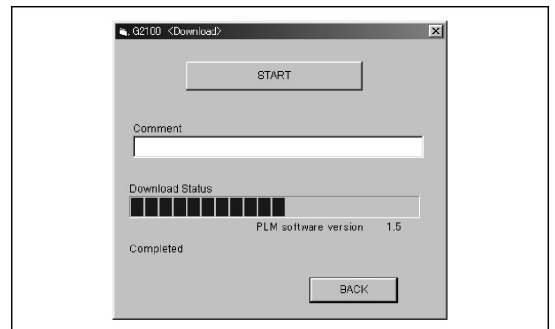 G2100 <Download>
START
Comment
Download Status
PLM software version 1.5
Completed
BACK